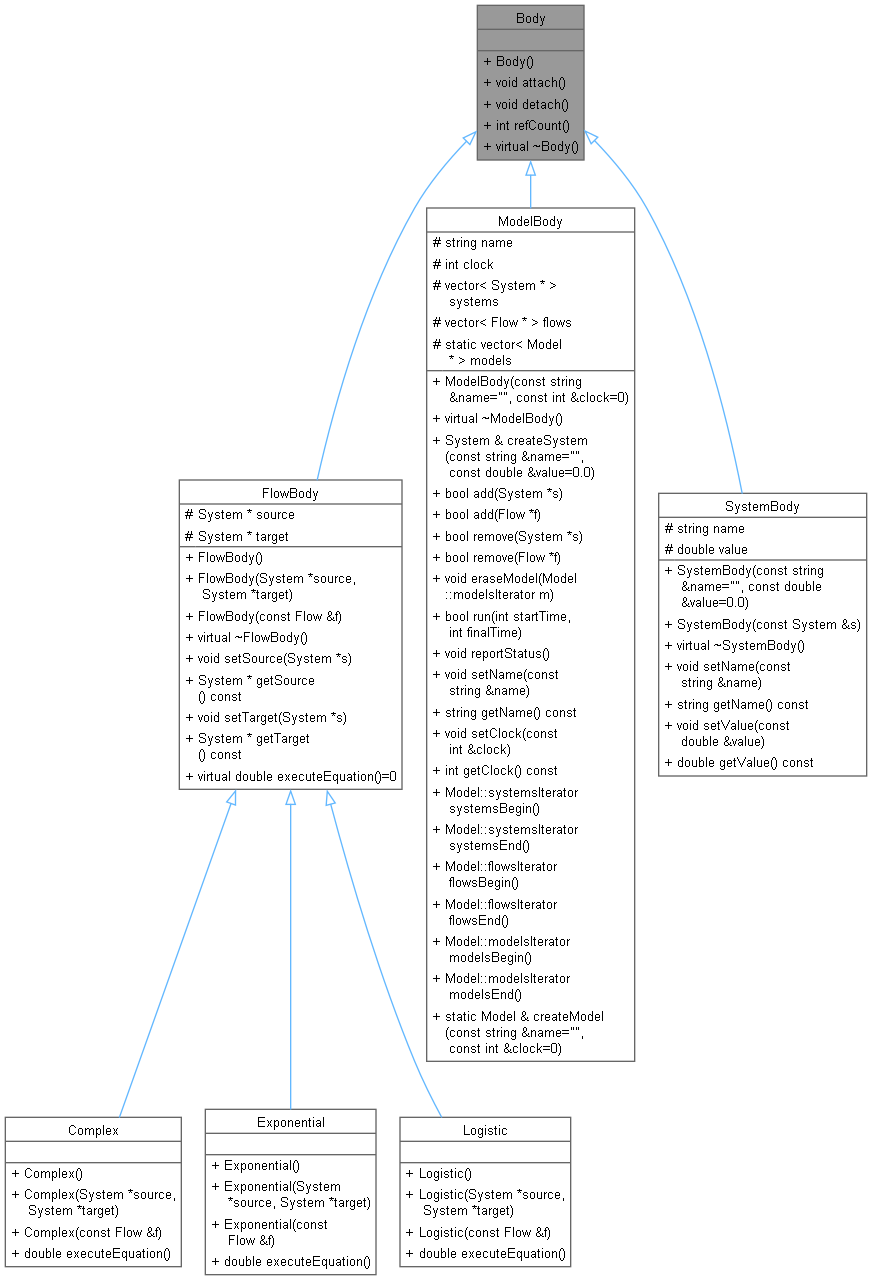 Body
+ Body()
+ void attach()
+ void detach()
+ int refCount()
+ virtual ~Body()
ModelBody
# string name
# int clock
# vector< System * >
systems
# vector< Flow * > flows
# static vector< Model
* > models
+ ModelBody(const string
&name="", const int &clock=0)
+ virtual ~ModelBody()
+ System & createSystem
(const string &name="",
const double &value=0.0)
+ bool add(System *s)
+ bool add(Flow *f)
+ bool remove(System *s)
+ bool remove(Flow *f)
+ void eraseModel(Model
::modelsIterator m)
+ bool run(int startTime,
int finalTime)
+ void reportStatus()
+ void setName(const
string &name)
+ string getName() const
+ void setClock(const
int &clock)
+ int getClock() const
+ Model::systemsIterator
systemsBegin()
+ Model::systemsIterator
systemsEnd()
+ Model::flowsIterator
flowsBegin()
+ Model::flowsIterator
flowsEnd()
+ Model::modelsIterator
modelsBegin()
+ Model::modelsIterator
modelsEnd()
+ static Model & createModel
(const string &name="",
const int &clock=0)
FlowBody
# System * source
# System * target
+ FlowBody()
+ FlowBody(System *source,
System *target)
+ FlowBody(const Flow &f)
+ virtual ~FlowBody()
+ void setSource(System *s)
+ System * getSource
() const
+ void setTarget(System *s)
+ System * getTarget
() const
+ virtual double executeEquation()=0
SystemBody
# string name
# double value
+ SystemBody(const string
&name="", const double
&value=0.0)
+ SystemBody(const System &s)
+ virtual ~SystemBody()
+ void setName(const
string &name)
+ string getName() const
+ void setValue(const
double &value)
+ double getValue() const
Complex
+ Complex()
+ Complex(System *source,
System *target)
+ Complex(const Flow &f)
+ double executeEquation()
Exponential
+ Exponential()
+ Exponential(System
*source, System *target)
+ Exponential(const
Flow &f)
+ double executeEquation()
Logistic
+ Logistic()
+ Logistic(System *source,
System *target)
+ Logistic(const Flow &f)
+ double executeEquation()